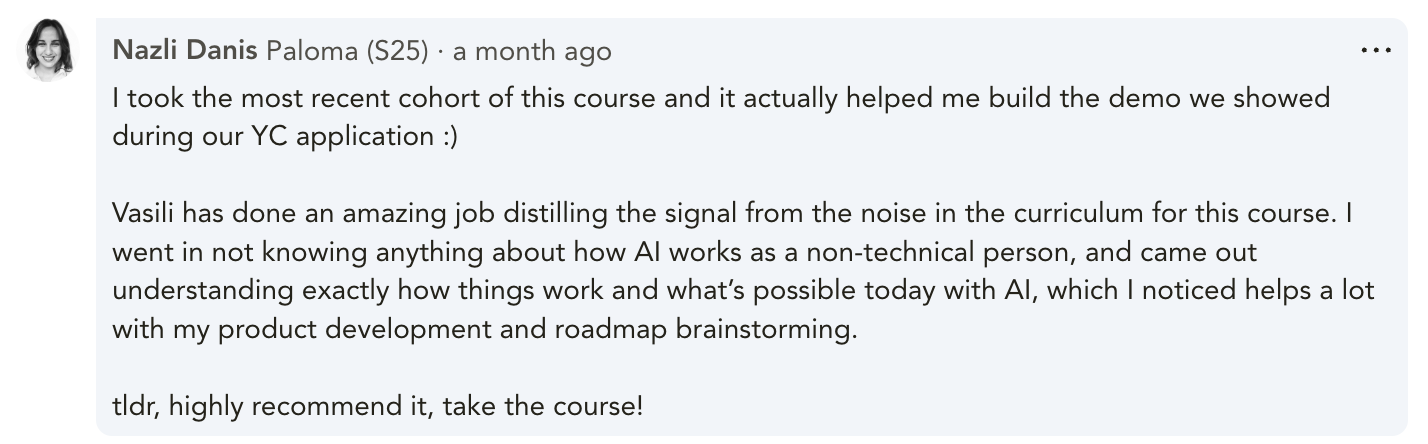 Nazli Danis Paloma (S25) · a month ago
I took the most recent cohort of this course and it actually helped me build the demo we showed
during our YC application :)
Vasili has done an amazing job distilling the signal from the noise in the curriculum for this course. I
went in not knowing anything about how AI works as a non-technical person, and came out
understanding exactly how things work and what’s possible today with AI, which I noticed helps a lot
with my product development and roadmap brainstorming.
tldr, highly recommend it, take the course!